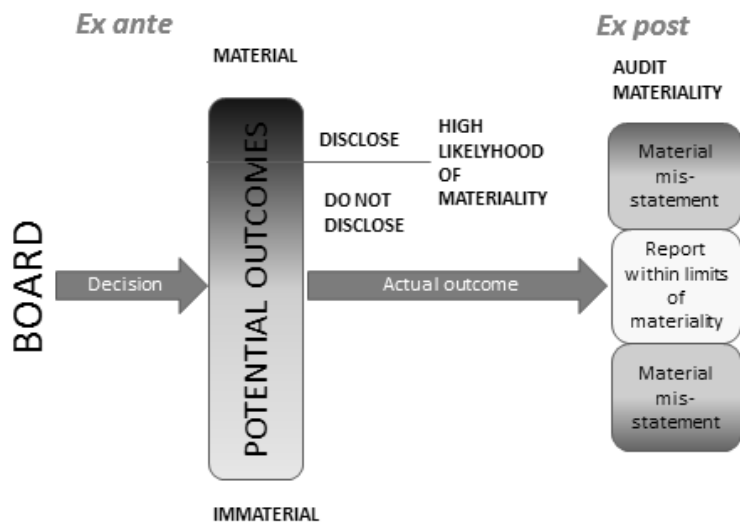 Ex ante
Ex post
MATERIAL
AUDIT
MATERIALITY
BOARD
Decision
POTENTIAL OUTCOMES
DISCLOSE
HIGH
LIKELYHOOD
OF
MATERIALITY
DO NOT
DISCLOSE
Actual outcome
Material
mis-
statement
Report
within limits
of
materiality
Material
mis-
statement
IMMATERIAL